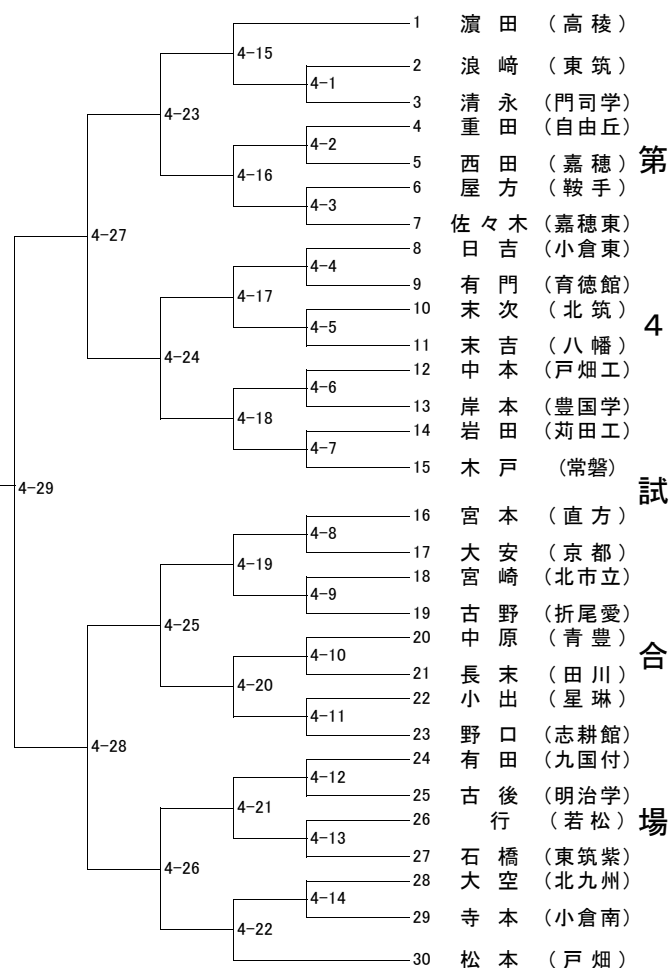 1 濵田 (高稜)
4-15
2 浪﨑 (東筑)
4-1
3 清永 (門司学)
4-23
4 重田 (自由丘)
4-2
5 西田 (嘉穂)
4-16
6 屋方 (鞍手)
4-3
7 佐々木 (嘉穂東)
4-27
8 日吉 (小倉東)
4-4
9 有門 (育徳館)
4-17
10 末次 (北筑)
4-5
11 末吉 (八幡)
4-24
12 中本 (戸畑工)
4-6
13 岸本 (豊国学)
4-18
14 岩田 (苅田工)
4-7
15 木戸 (常磐)
4-29
16 宮本 (直方)
4-8
17 大安 (京都)
4-19
18 宮崎 (北市立)
4-9
19 古野 (折尾愛)
4-25
20 中原 (青豊)
4-10
21 長末 (田川)
4-20
22 小出 (星琳)
4-11
23 野口 (志耕館)
4-28
24 有田 (九国付)
4-12
25 古後 (明治学)
4-21
26 行 (若松)
4-13
27 石橋 (東筑紫)
4-26
28 大空 (北九州)
4-14
29 寺本 (小倉南)
4-22
30 松本 (戸畑)
第4試合場